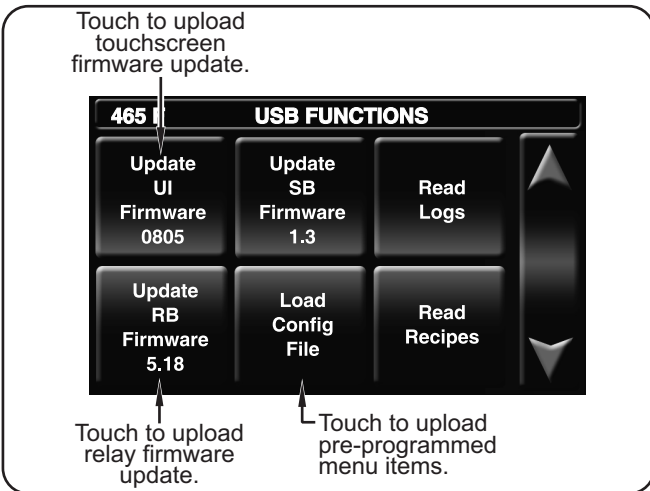 Touch to upload
touchscreen
firmware update.
465 F
USB FUNCTIONS
Update
UI
Firmware
0805
Update
SB
Firmware
1.3
Read
Logs
Update
RB
Firmware
5.18
Load
Config
File
Read
Recipes
Touch to upload
relay firmware
update.
Touch to upload
pre-programmed
menu items.